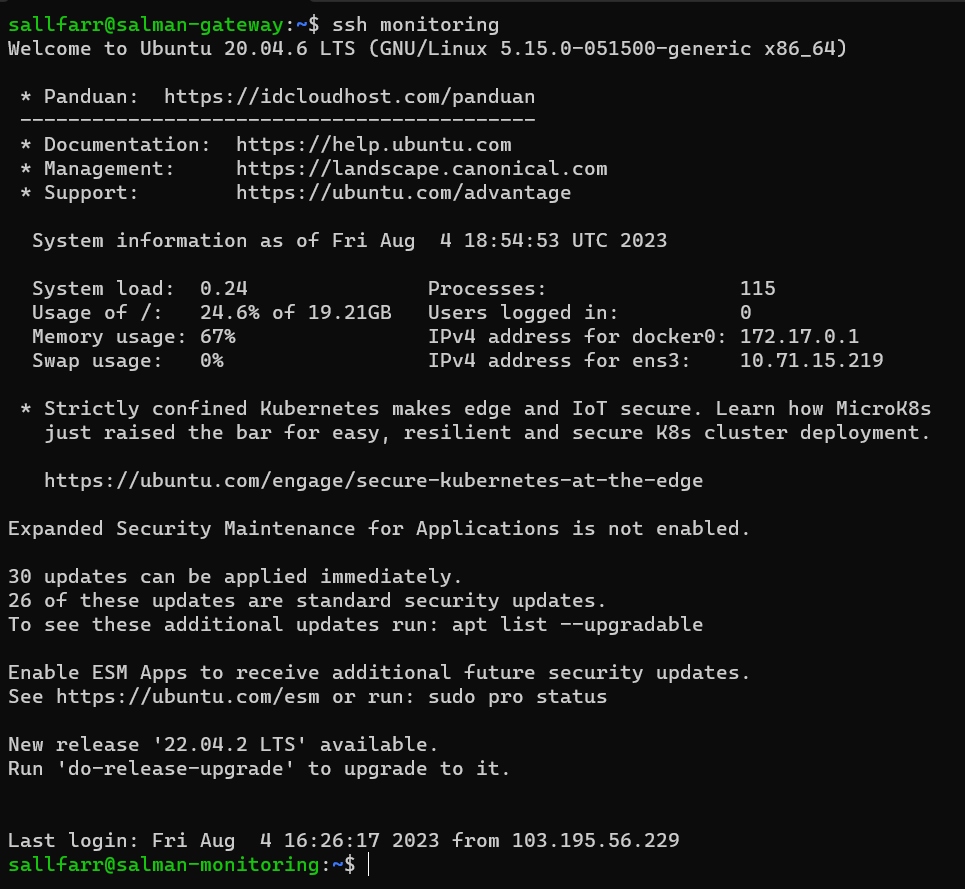 sallfarr@salman-gateway:~$ ssh monitoring
Welcome to Ubuntu 20.04.6 LTS (GNU/Linux 5.15.0-051500-generic x86_64)
* Panduan:  https://idcloudhost.com/panduan
-------------------------------------------
* Documentation:  https://help.ubuntu.com
* Management:     https://landscape.canonical.com
* Support:        https://ubuntu.com/advantage
System information as of Fri Aug  4 18:54:53 UTC 2023
System load:  0.24               Processes:                115
Usage of /:   24.6% of 19.21GB   Users logged in:          0
Memory usage: 67%                IPv4 address for docker0: 172.17.0.1
Swap usage:   0%                 IPv4 address for ens3:    10.71.15.219
* Strictly confined Kubernetes makes edge and IoT secure. Learn how MicroK8s
just raised the bar for easy, resilient and secure K8s cluster deployment.
https://ubuntu.com/engage/secure-kubernetes-at-the-edge
Expanded Security Maintenance for Applications is not enabled.
30 updates can be applied immediately.
26 of these updates are standard security updates.
To see these additional updates run: apt list --upgradable
Enable ESM Apps to receive additional future security updates.
See https://ubuntu.com/esm or run: sudo pro status
New release '22.04.2 LTS' available.
Run 'do-release-upgrade' to upgrade to it.
Last login: Fri Aug  4 16:26:17 2023 from 103.195.56.229
sallfarr@salman-monitoring:~$